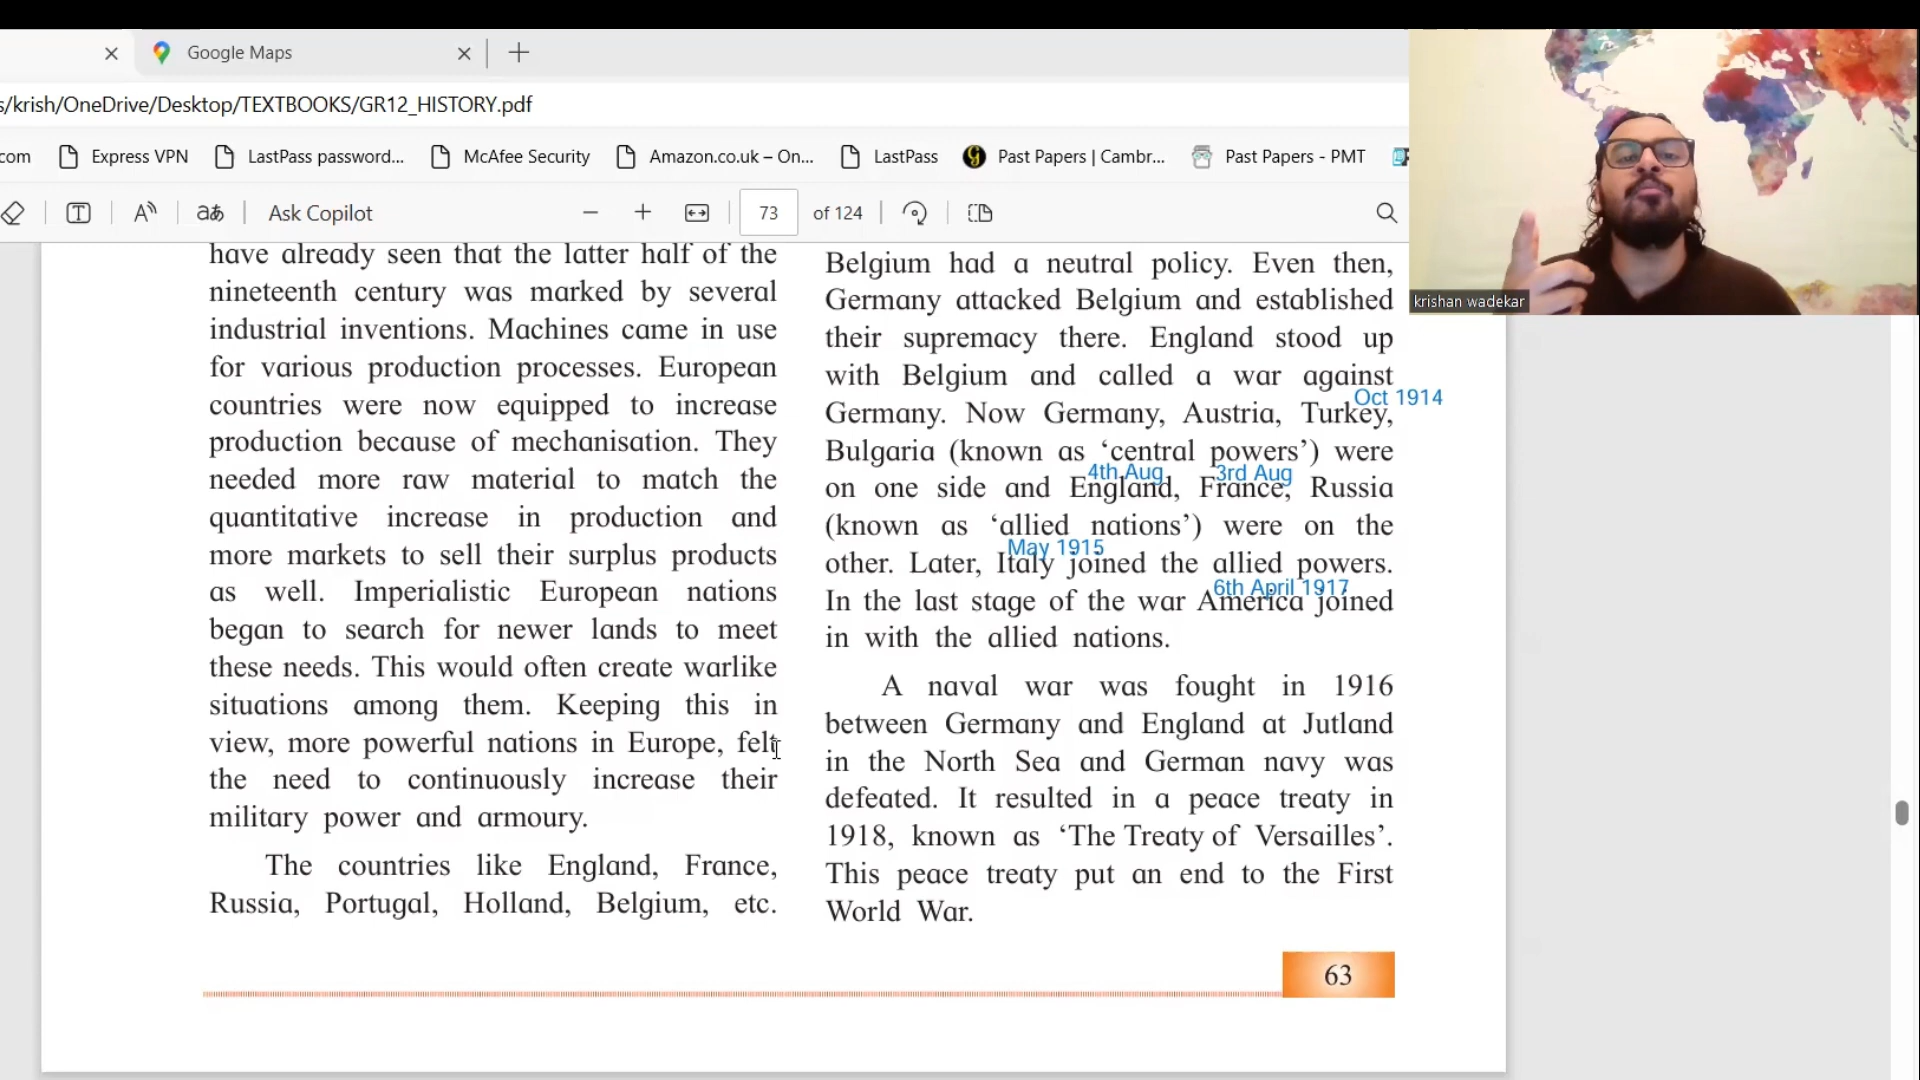 Google Maps
s/krish/OneDrive/Desktop/TEXTBOOKS/GR12_HISTORY.pdf
com
Express VPN
LastPass password...
McAfee Security
Amazon.co.uk – On...
LastPass
Past Papers | Cambr...
Past Papers - PMT
Ask Copilot
73 of 124
krishan wadekar
have already seen that the latter half of the
nineteenth century was marked by several
industrial inventions. Machines came in use
for various production processes. European
countries were now equipped to increase
production because of mechanisation. They
needed more raw material to match the
quantitative increase in production and
more markets to sell their surplus products
as well. Imperialistic European nations
began to search for newer lands to meet
these needs. This would often create warlike
situations among them. Keeping this in
view, more powerful nations in Europe, felt
the need to continuously increase their
military power and armoury.
The countries like England, France,
Russia, Portugal, Holland, Belgium, etc.
Belgium had a neutral policy. Even then,
Germany attacked Belgium and established
their supremacy there. England stood up
with Belgium and called a war against
Oct 1914
Germany. Now Germany, Austria, Turkey,
Bulgaria (known as ‘central powers’) were
4th Aug 3rd Aug
on one side and England, France, Russia
(known as ‘allied nations’) were on the
May 1915
other. Later, Italy joined the allied powers.
6th April 1917
In the last stage of the war America joined
in with the allied nations.
A naval war was fought in 1916
between Germany and England at Jutland
in the North Sea and German navy was
defeated. It resulted in a peace treaty in
1918, known as ‘The Treaty of Versailles’.
This peace treaty put an end to the First
World War.
63